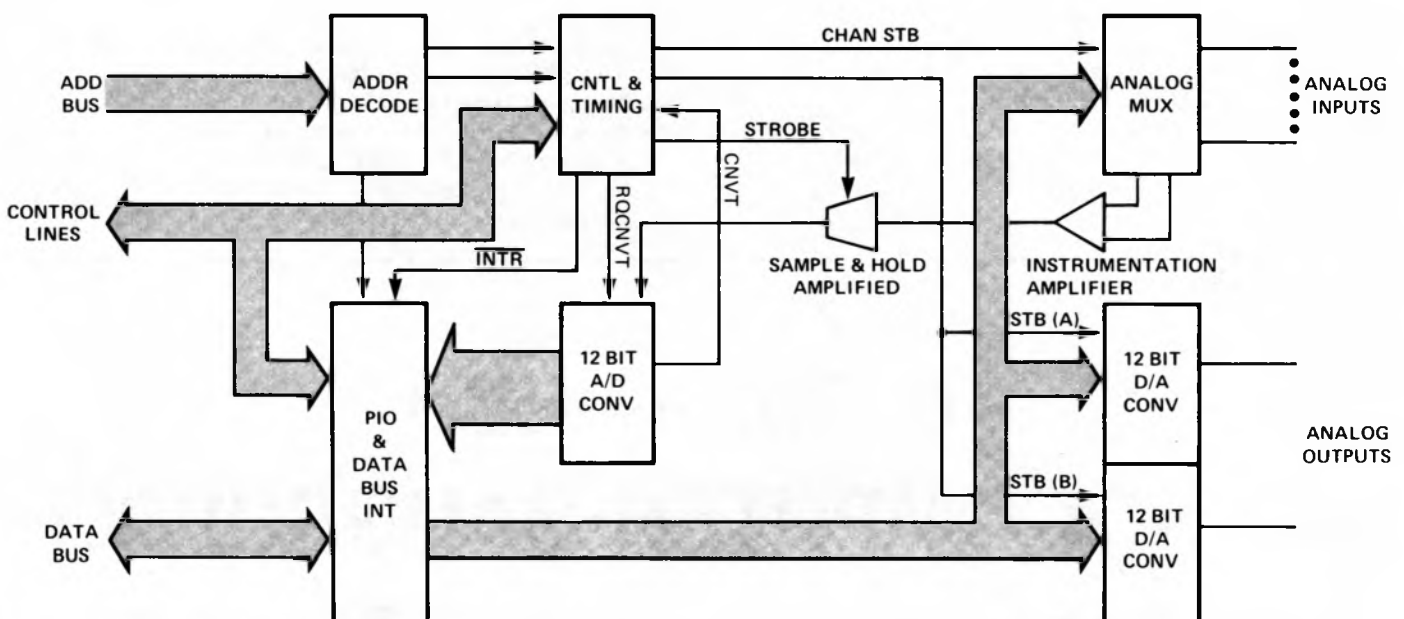 ADD
BUS
ADDR
DECODE
CNTL &
TIMING
CHAN STB
ANALOG
MUX
ANALOG
INPUTS
STROBE
CNVT
RQCNVT
CONTROL
LINES
INTR
SAMPLE & HOLD
AMPLIFIED
INSTRUMENTATION
AMPLIFIER
PIO
&
DATA
BUS
INT
12 BIT
A/D
CONV
STB (A)
12 BIT
D/A
CONV
ANALOG
OUTPUTS
STB (B)
12 BIT
D/A
CONV
DATA
BUS